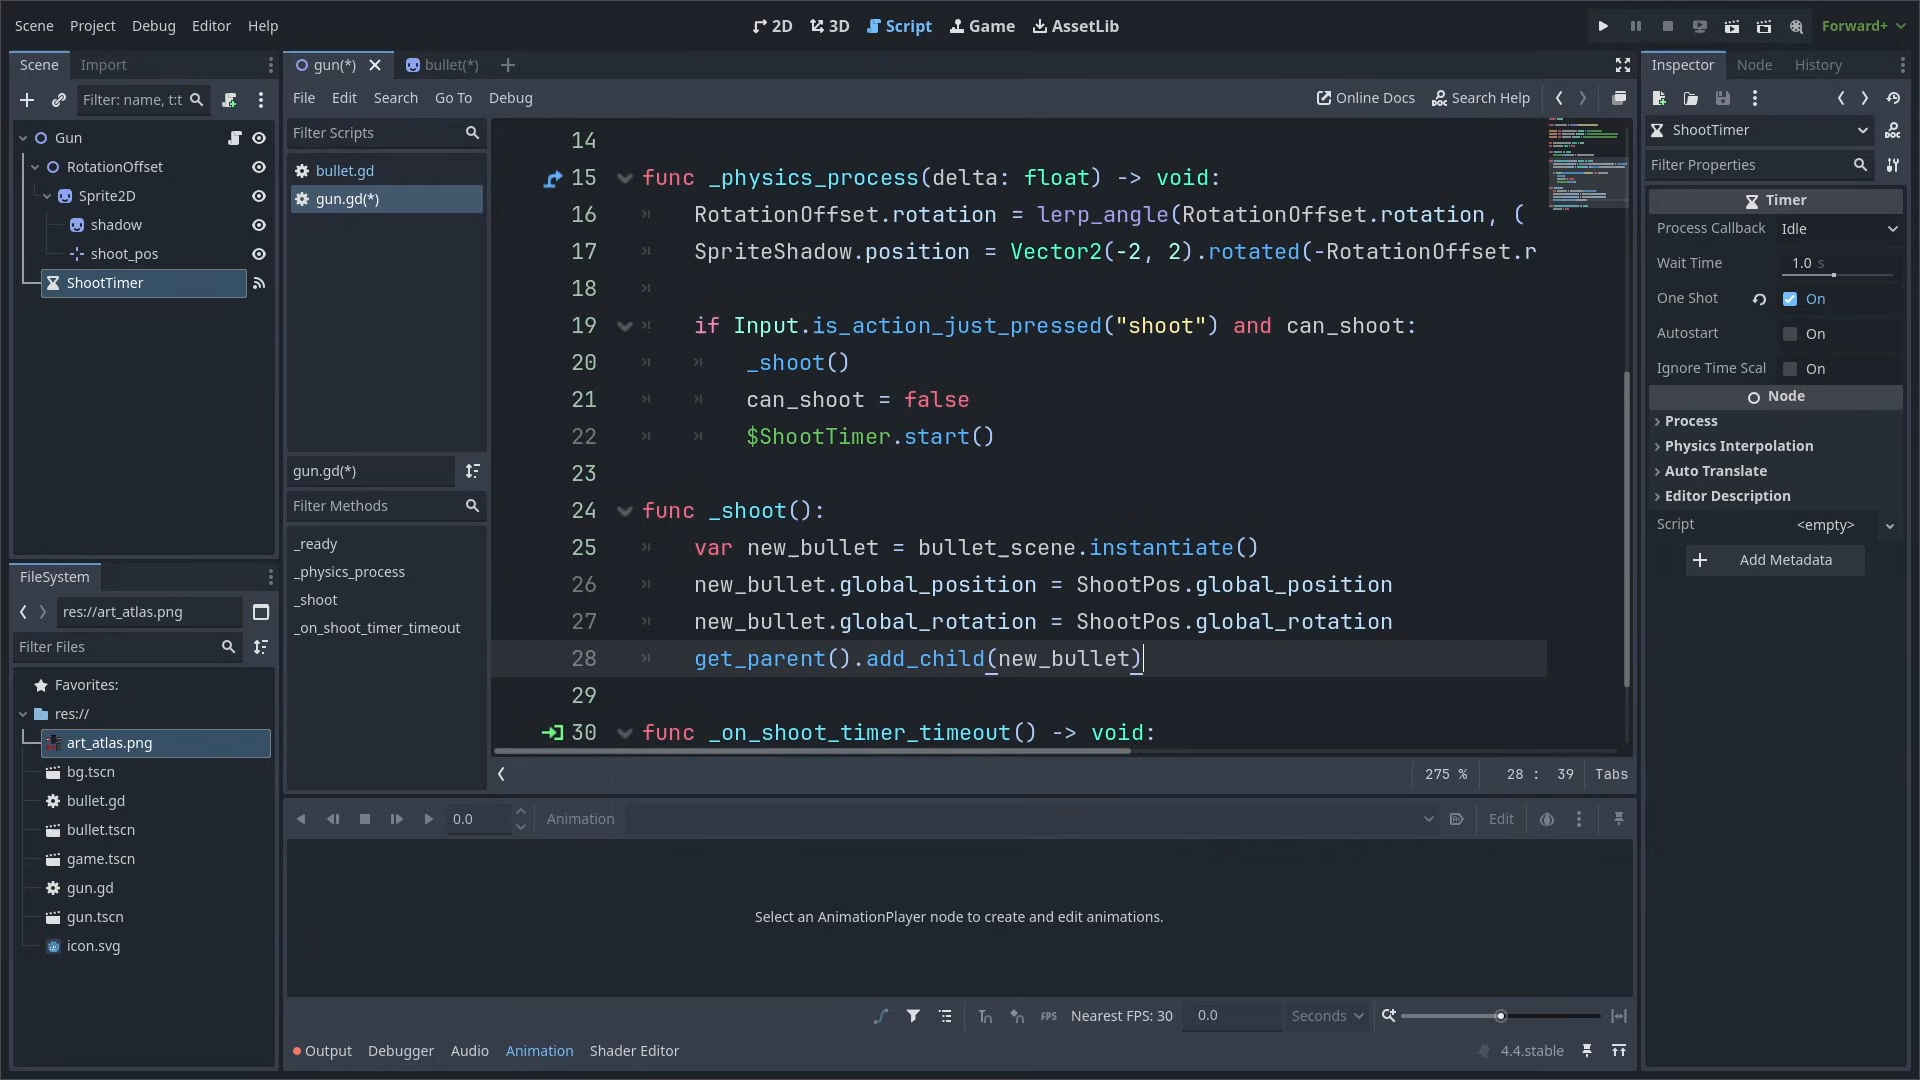 Scene Project Debug Editor Help
2D 3D Script Game AssetLib
Forward+
Scene Import
Filter: name, t:t
Gun
RotationOffset
Sprite2D
shadow
shoot_pos
ShootTimer
FileSystem
res://art_atlas.png
Filter Files
Favorites:
res://
art_atlas.png
bg.tscn
bullet.gd
bullet.tscn
game.tscn
gun.gd
gun.tscn
icon.svg
gun(*) bullet(*)
File Edit Search Go To Debug
Online Docs Search Help
Filter Scripts
bullet.gd
gun.gd(*)
gun.gd(*)
Filter Methods
_ready
_physics_process
_shoot
_on_shoot_timer_timeout
14
15 func _physics_process(delta: float) -> void:
16 RotationOffset.rotation = lerp_angle(RotationOffset.rotation, (
17 SpriteShadow.position = Vector2(-2, 2).rotated(-RotationOffset.r
18
19 if Input.is_action_just_pressed("shoot") and can_shoot:
20 _shoot()
21 can_shoot = false
22 $ShootTimer.start()
23
24 func _shoot():
25 var new_bullet = bullet_scene.instantiate()
26 new_bullet.global_position = ShootPos.global_position
27 new_bullet.global_rotation = ShootPos.global_rotation
28 get_parent().add_child(new_bullet)
29
30 func _on_shoot_timer_timeout() -> void:
275 % 28 : 39 Tabs
0.0 Animation Edit
Select an AnimationPlayer node to create and edit animations.
FPS Nearest FPS: 30 0.0 Seconds
Output Debugger Audio Animation Shader Editor
4.4.stable
Inspector Node History
ShootTimer
Filter Properties
Timer
Process Callback Idle
Wait Time 1.0 s
One Shot On
Autostart On
Ignore Time Scal On
Node
Process
Physics Interpolation
Auto Translate
Editor Description
Script <empty>
Add Metadata